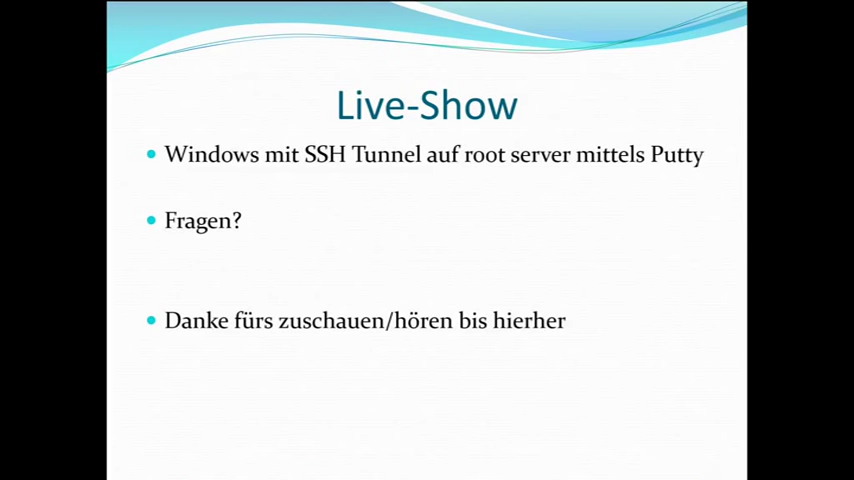 Live-Show
Windows mit SSH Tunnel auf root server mittels Putty
Fragen?
Danke fürs zuschauen/hören bis hierher